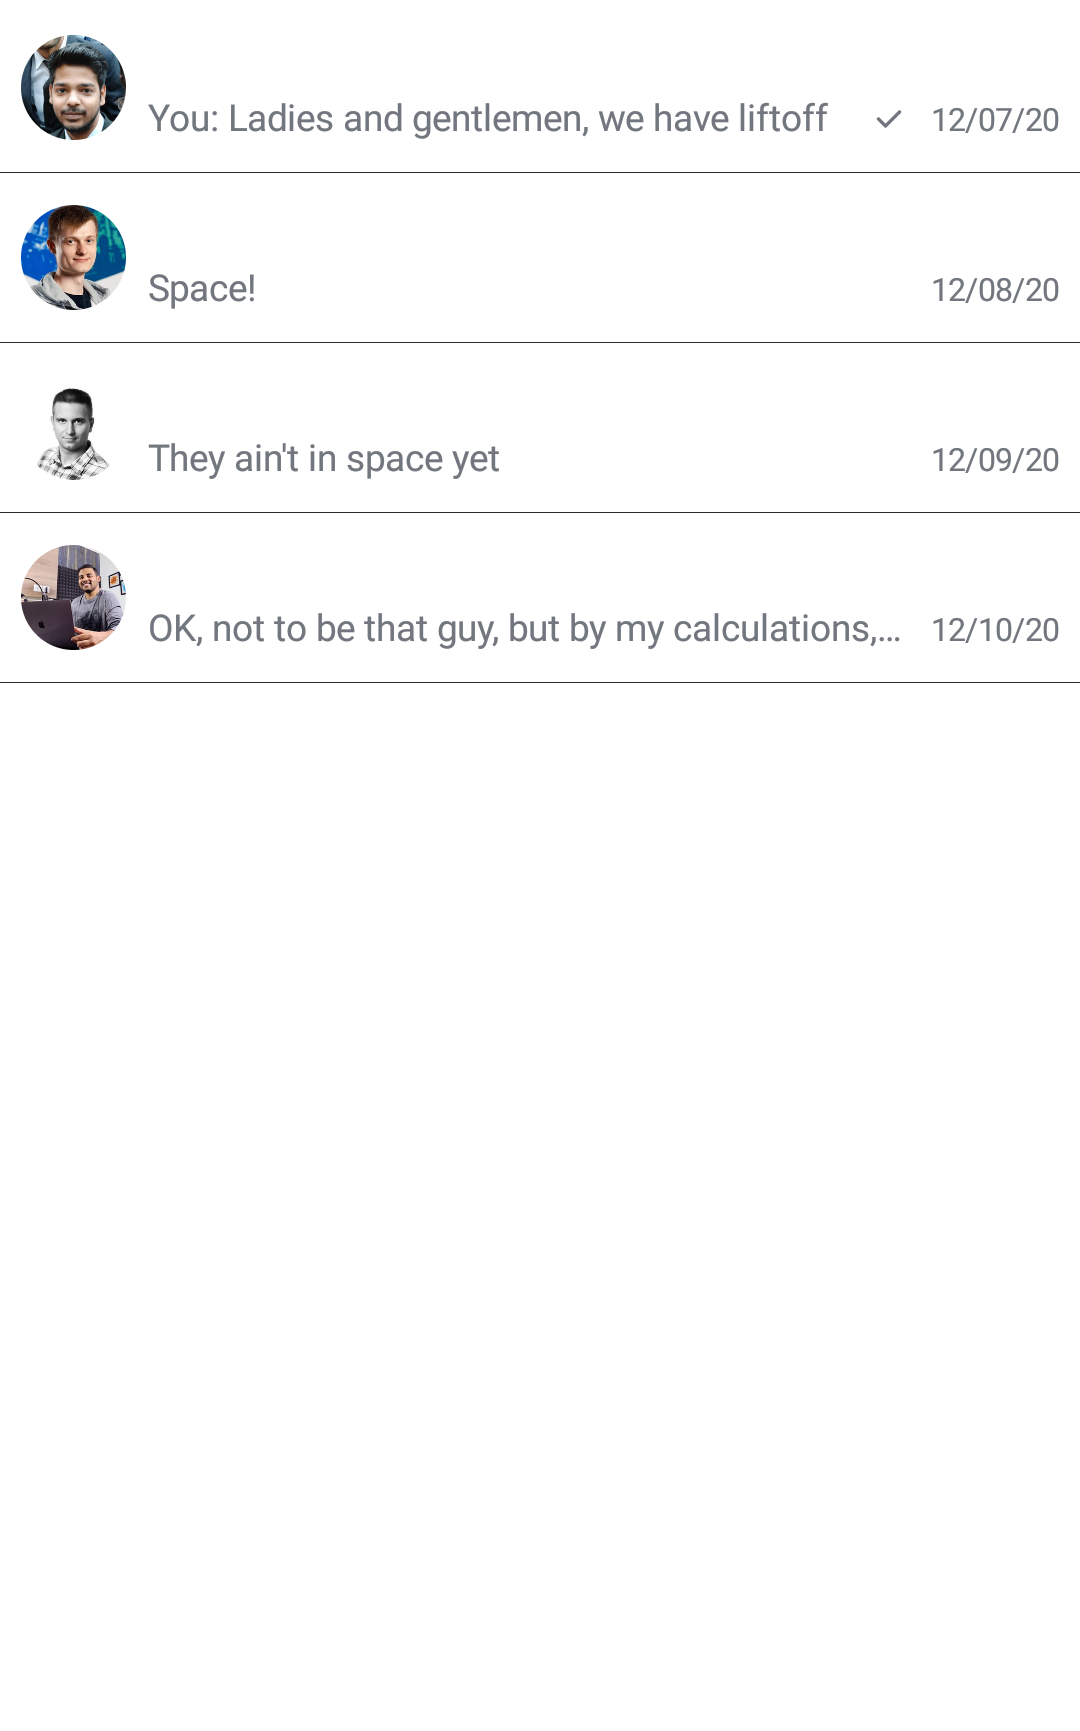 You: Ladies and gentlemen, we have liftoff 12/07/20
Space! 12/08/20
They ain't in space yet 12/09/20
OK, not to be that guy, but by my calculations,... 12/10/20